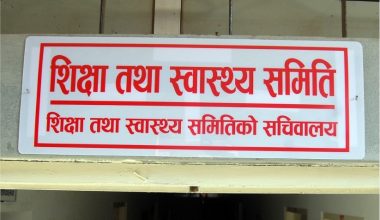 शिक्षा तथा स्वास्थ्य समिति
शिक्षा तथा स्वास्थ्य समितिको सचिवालय